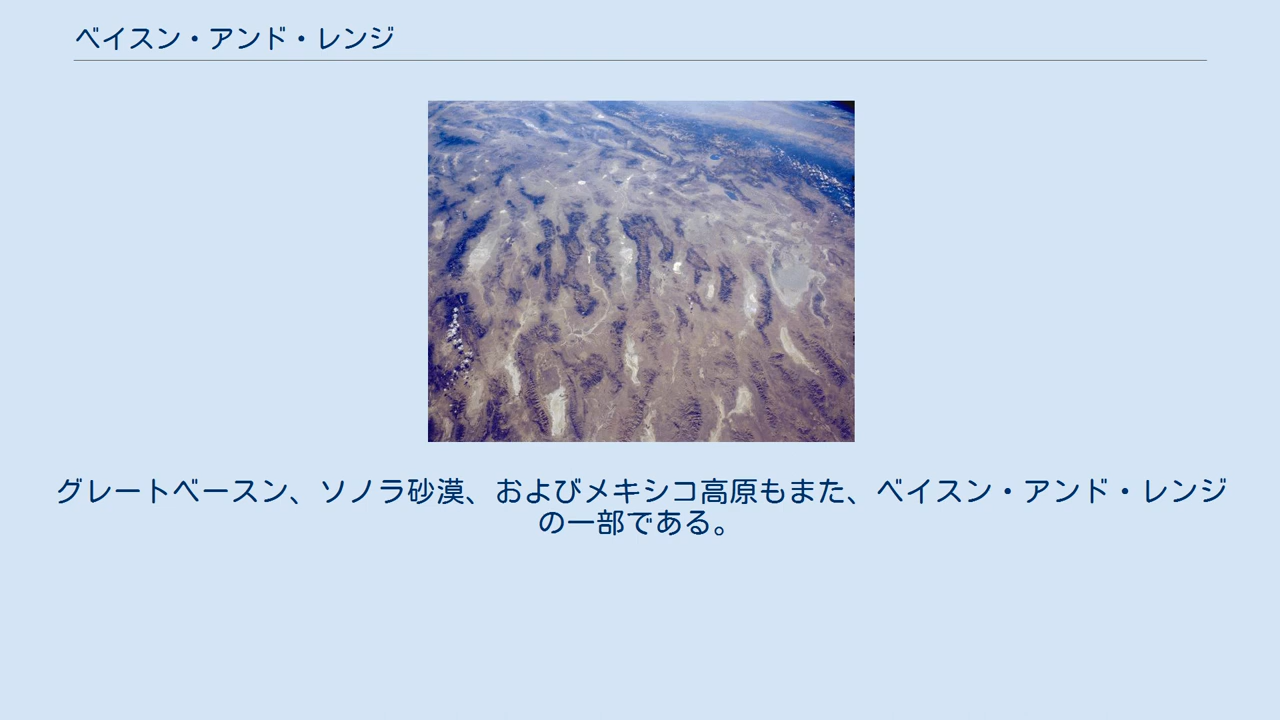 ベイスン・アンド・レンジ
グレートベースン、ソノラ砂漠、およびメキシコ高原もまた、ベイスン・アンド・レンジ
の一部である。